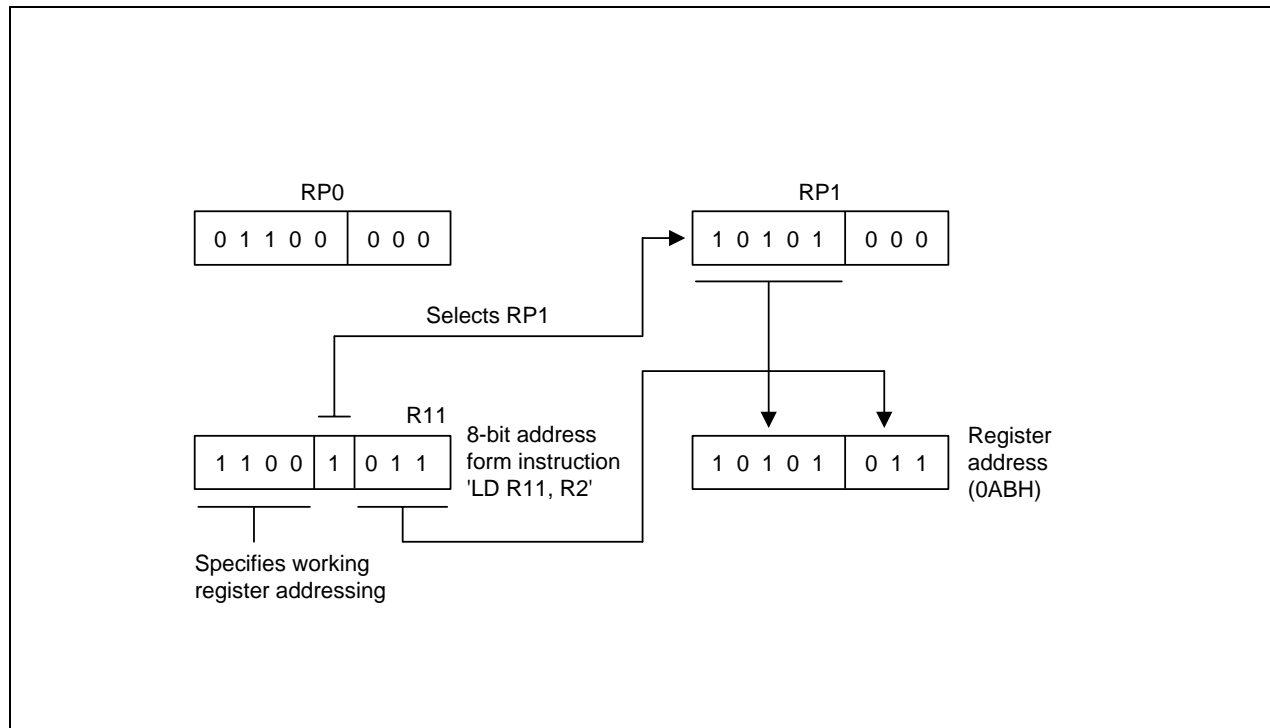 RP0
0 1 1 0 0 0 0 0
RP1
1 0 1 0 1 0 0 0
Selects RP1
R11
1 1 0 0 1 0 1 1
8-bit address
form instruction
'LD R11, R2'
1 0 1 0 1 0 1 1
Register
address
(0ABH)
Specifies working
register addressing